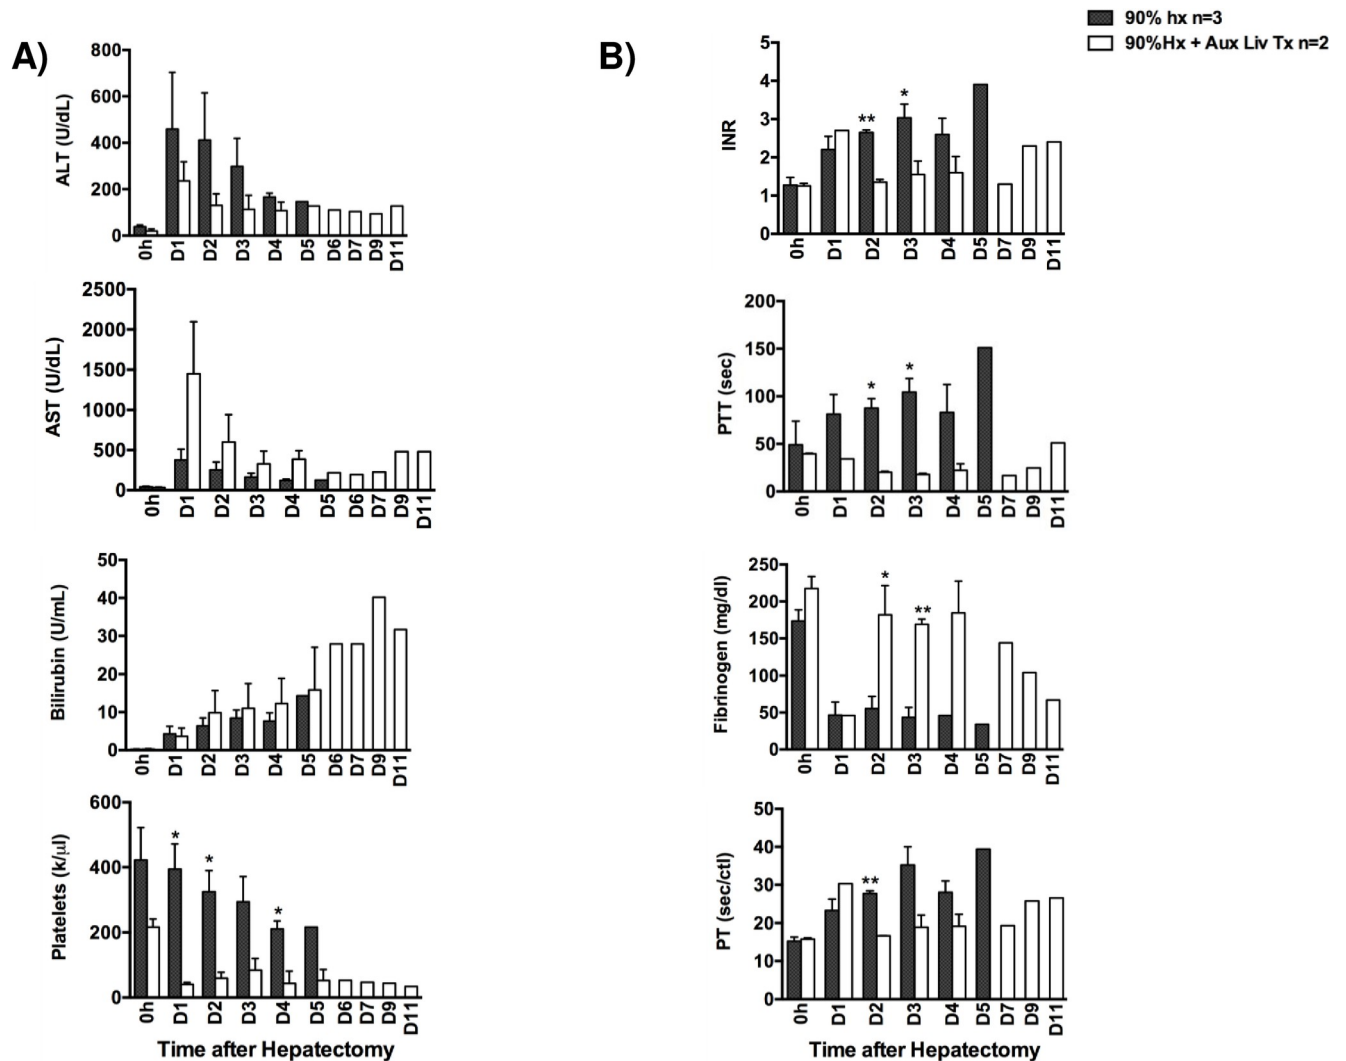 90% hx n=3
90%Hx + Aux Liv Tx n=2
A)
ALT (U/dL)
800
600
400
200
0
0h D1 D2 D3 D4 D5 D6 D7 D9 D11
AST (U/dL)
2500
2000
1500
1000
500
0
0h D1 D2 D3 D4 D5 D6 D7 D9 D11
Bilirubin (U/mL)
50
40
30
20
10
0
0h D1 D2 D3 D4 D5 D6 D7 D9 D11
Platelets (k/µl)
600
400
200
0
* * *
0h D1 D2 D3 D4 D5 D6 D7 D9 D11
Time after Hepatectomy
B)
INR
5
4
3
2
1
0
** *
0h D1 D2 D3 D4 D5 D7 D9 D11
PTT (sec)
200
150
100
50
0
* *
0h D1 D2 D3 D4 D5 D7 D9 D11
Fibrinogen (mg/dl)
250
200
150
100
50
0
* **
0h D1 D2 D3 D4 D5 D7 D9 D11
PT (sec/ctl)
50
40
30
20
10
0
**
0h D1 D2 D3 D4 D5 D7 D9 D11
Time after Hepatectomy